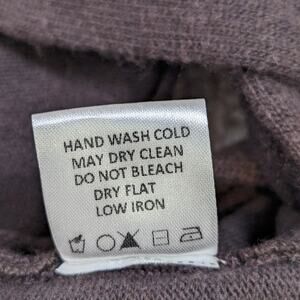 HAND WASH COLD
MAY DRY CLEAN
DO NOT BLEACH
DRY FLAT
LOW IRON